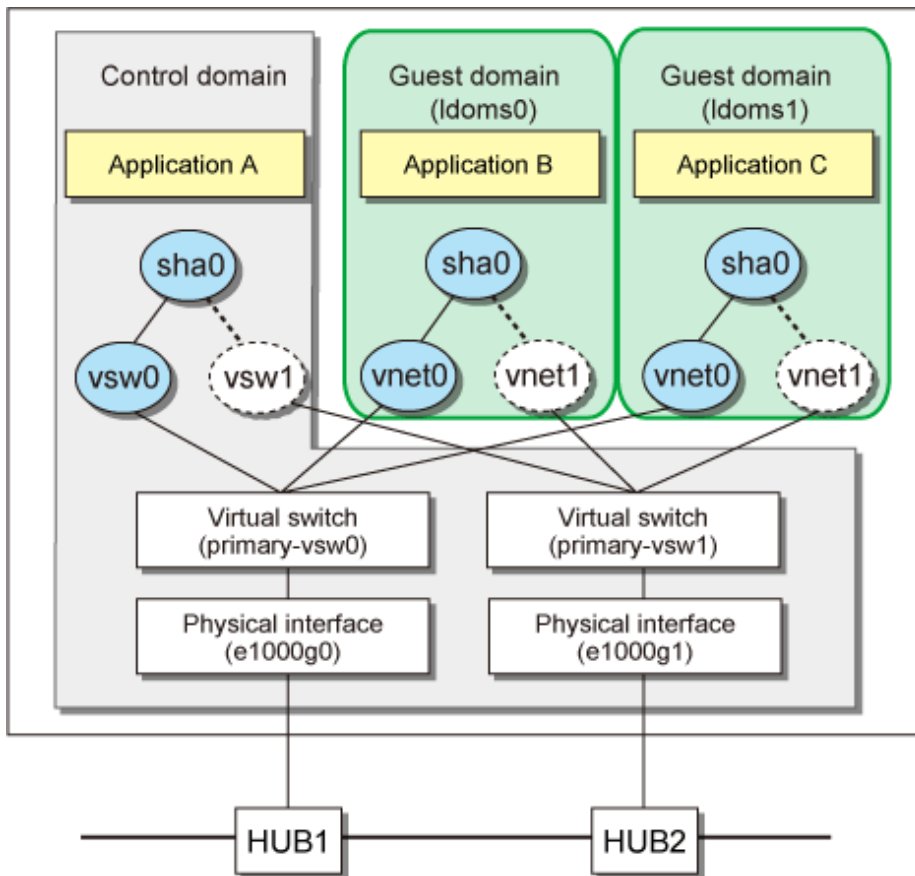 Control domain
Guest domain
(ldoms0)
Guest domain
(ldoms1)
Application A
Application B
Application C
sha0
sha0
sha0
vsw0
vsw1
vnet0
vnet1
vnet0
vnet1
Virtual switch
(primary-vsw0)
Virtual switch
(primary-vsw1)
Physical interface
(e1000g0)
Physical interface
(e1000g1)
HUB1
HUB2